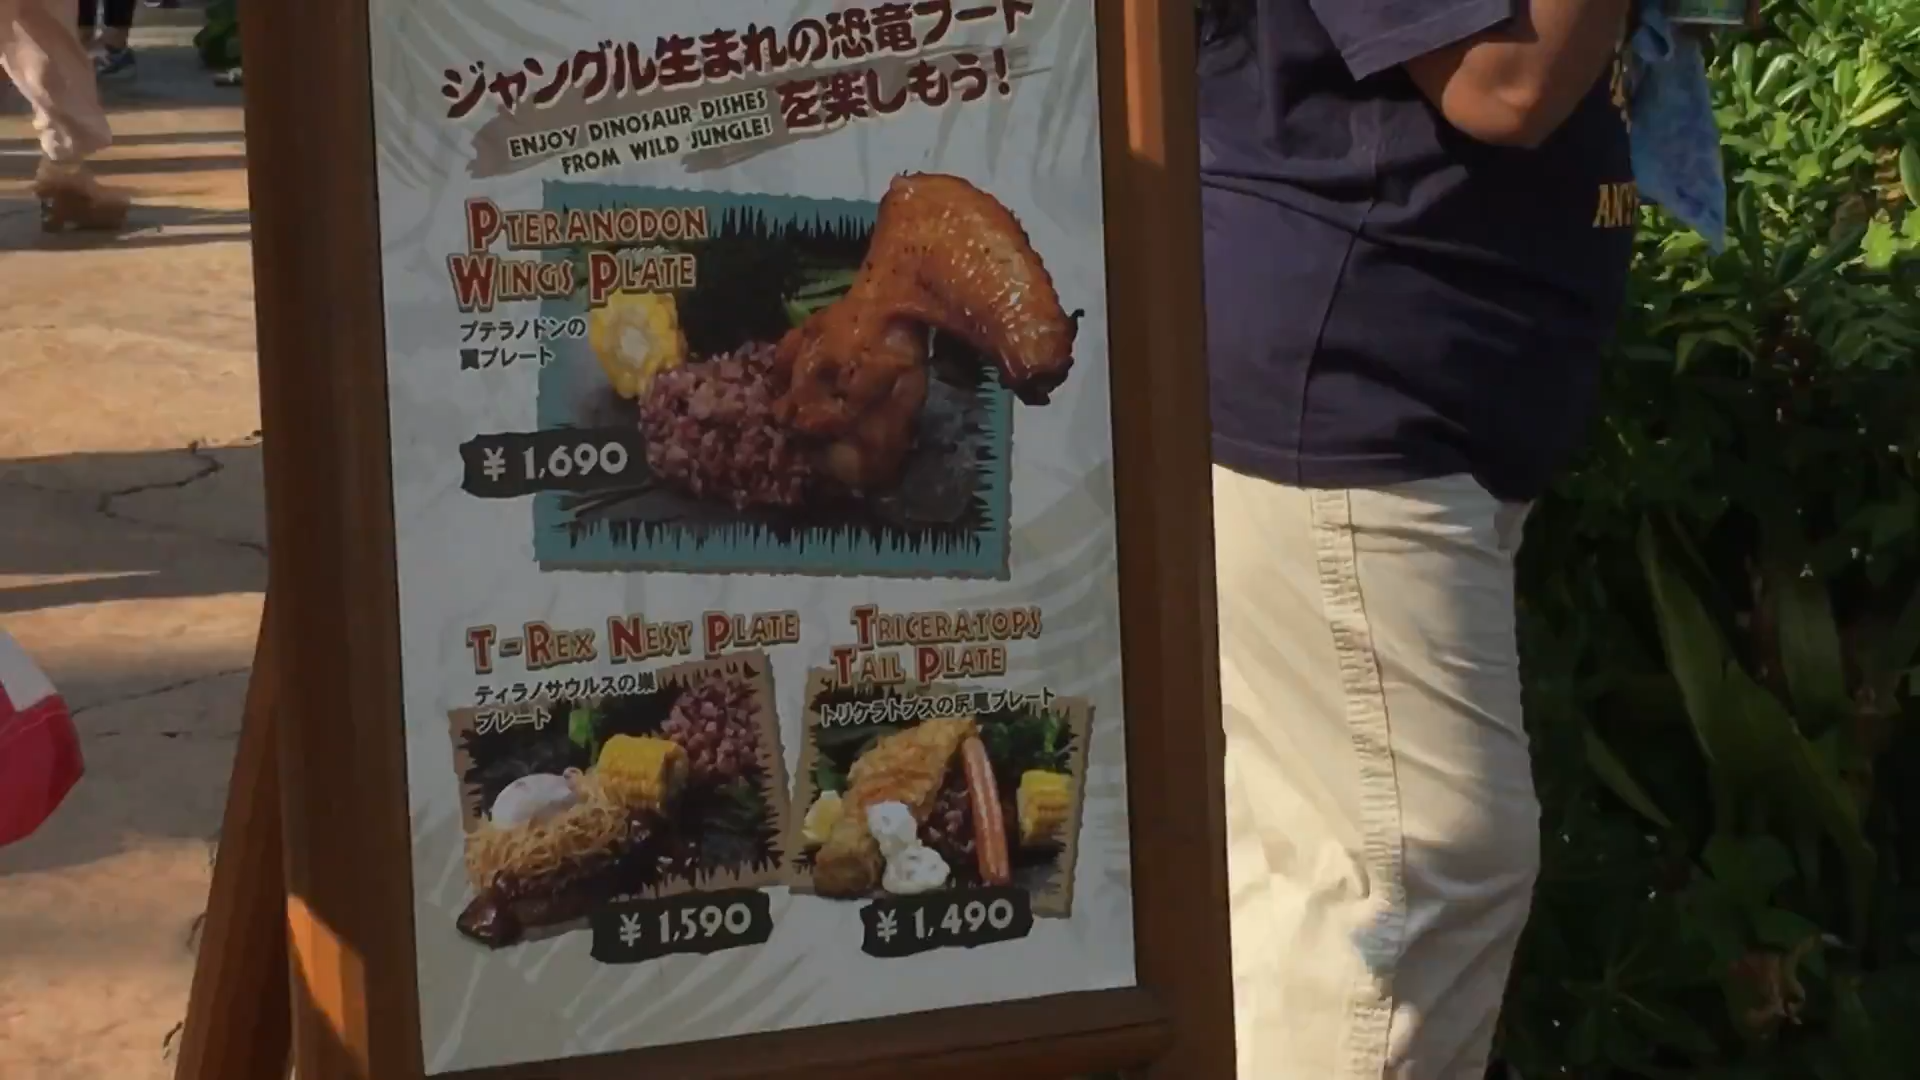 ジャングル生まれの恐竜フード
を楽しもう!
ENJOY DINOSAUR DISHES
FROM WILD JUNGLE!
PTERANODON
WINGS PLATE
プテラノドンの
翼プレート
¥ 1,690
T-REX NEST PLATE
ティラノサウルスの巣
プレート
¥ 1,590
TRICERATOPS
TAIL PLATE
トリケラトプスの尻尾プレート
¥ 1,490